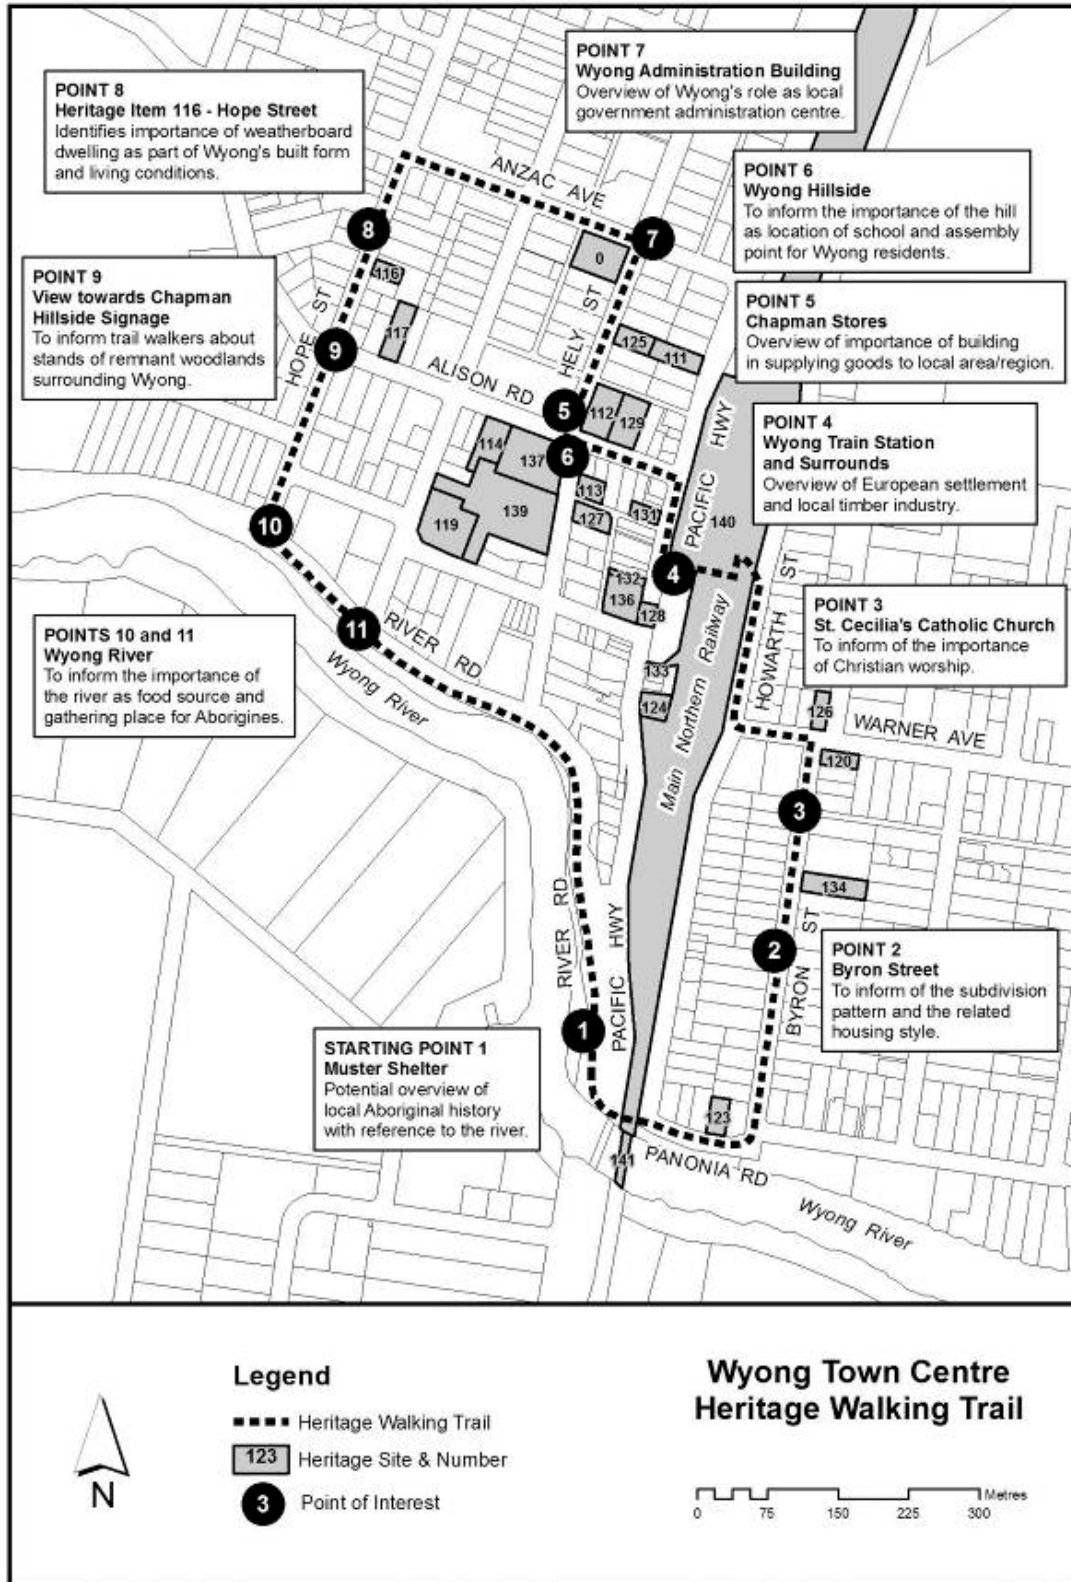 POINT 7
Wyong Administration Building
Overview of Wyong's role as local
government administration centre.
POINT 8
Heritage Item 116 - Hope Street
Identifies importance of weatherboard
dwelling as part of Wyong's built form
and living conditions.
POINT 6
Wyong Hillside
To inform the importance of the hill
as location of school and assembly
point for Wyong residents.
POINT 9
View towards Chapman
Hillside Signage
To inform trail walkers about
stands of remnant woodlands
surrounding Wyong.
POINT 5
Chapman Stores
Overview of importance of building
in supplying goods to local area/region.
POINT 4
Wyong Train Station
and Surrounds
Overview of European settlement
and local timber industry.
POINT 3
St. Cecilia's Catholic Church
To inform of the importance
of Christian worship.
POINTS 10 and 11
Wyong River
To inform the importance of
the river as food source and
gathering place for Aborigines.
POINT 2
Byron Street
To inform of the subdivision
pattern and the related
housing style.
STARTING POINT 1
Muster Shelter
Potential overview of
local Aboriginal history
with reference to the river.
ANZAC AVE
HOPE ST
HELY ST
ALISON RD
PACIFIC HWY
HOWARTH ST
WARNER AVE
Main Northern Railway
RIVER RD
Wyong River
RIVER RD
PACIFIC HWY
BYRON ST
PANONIA RD
Wyong River
8
7
0
116
117
9
125
111
5
112
129
6
114
137
113
139
119
127
131
140
10
4
132
136
128
11
133
124
126
120
3
134
2
1
123
141
Legend
Heritage Walking Trail
123 Heritage Site & Number
3 Point of Interest
N
Wyong Town Centre
Heritage Walking Trail
Metres
0 75 150 225 300